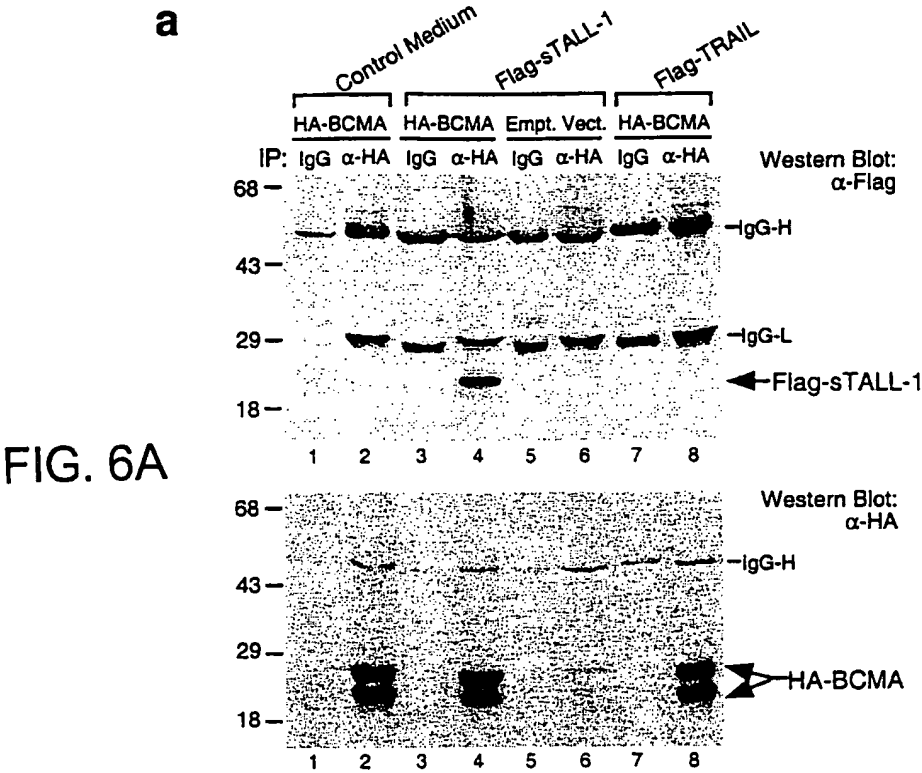 a
Control Medium Flag-sTALL-1 Flag-TRAIL
HA-BCMA HA-BCMA Empt. Vect. HA-BCMA
IP: IgG α-HA IgG α-HA IgG α-HA IgG α-HA
Western Blot:
α-Flag
68
IgG-H
43
29
IgG-L
Flag-sTALL-1
18
1 2 3 4 5 6 7 8
FIG. 6A
Western Blot:
α-HA
68
IgG-H
43
29
HA-BCMA
18
1 2 3 4 5 6 7 8